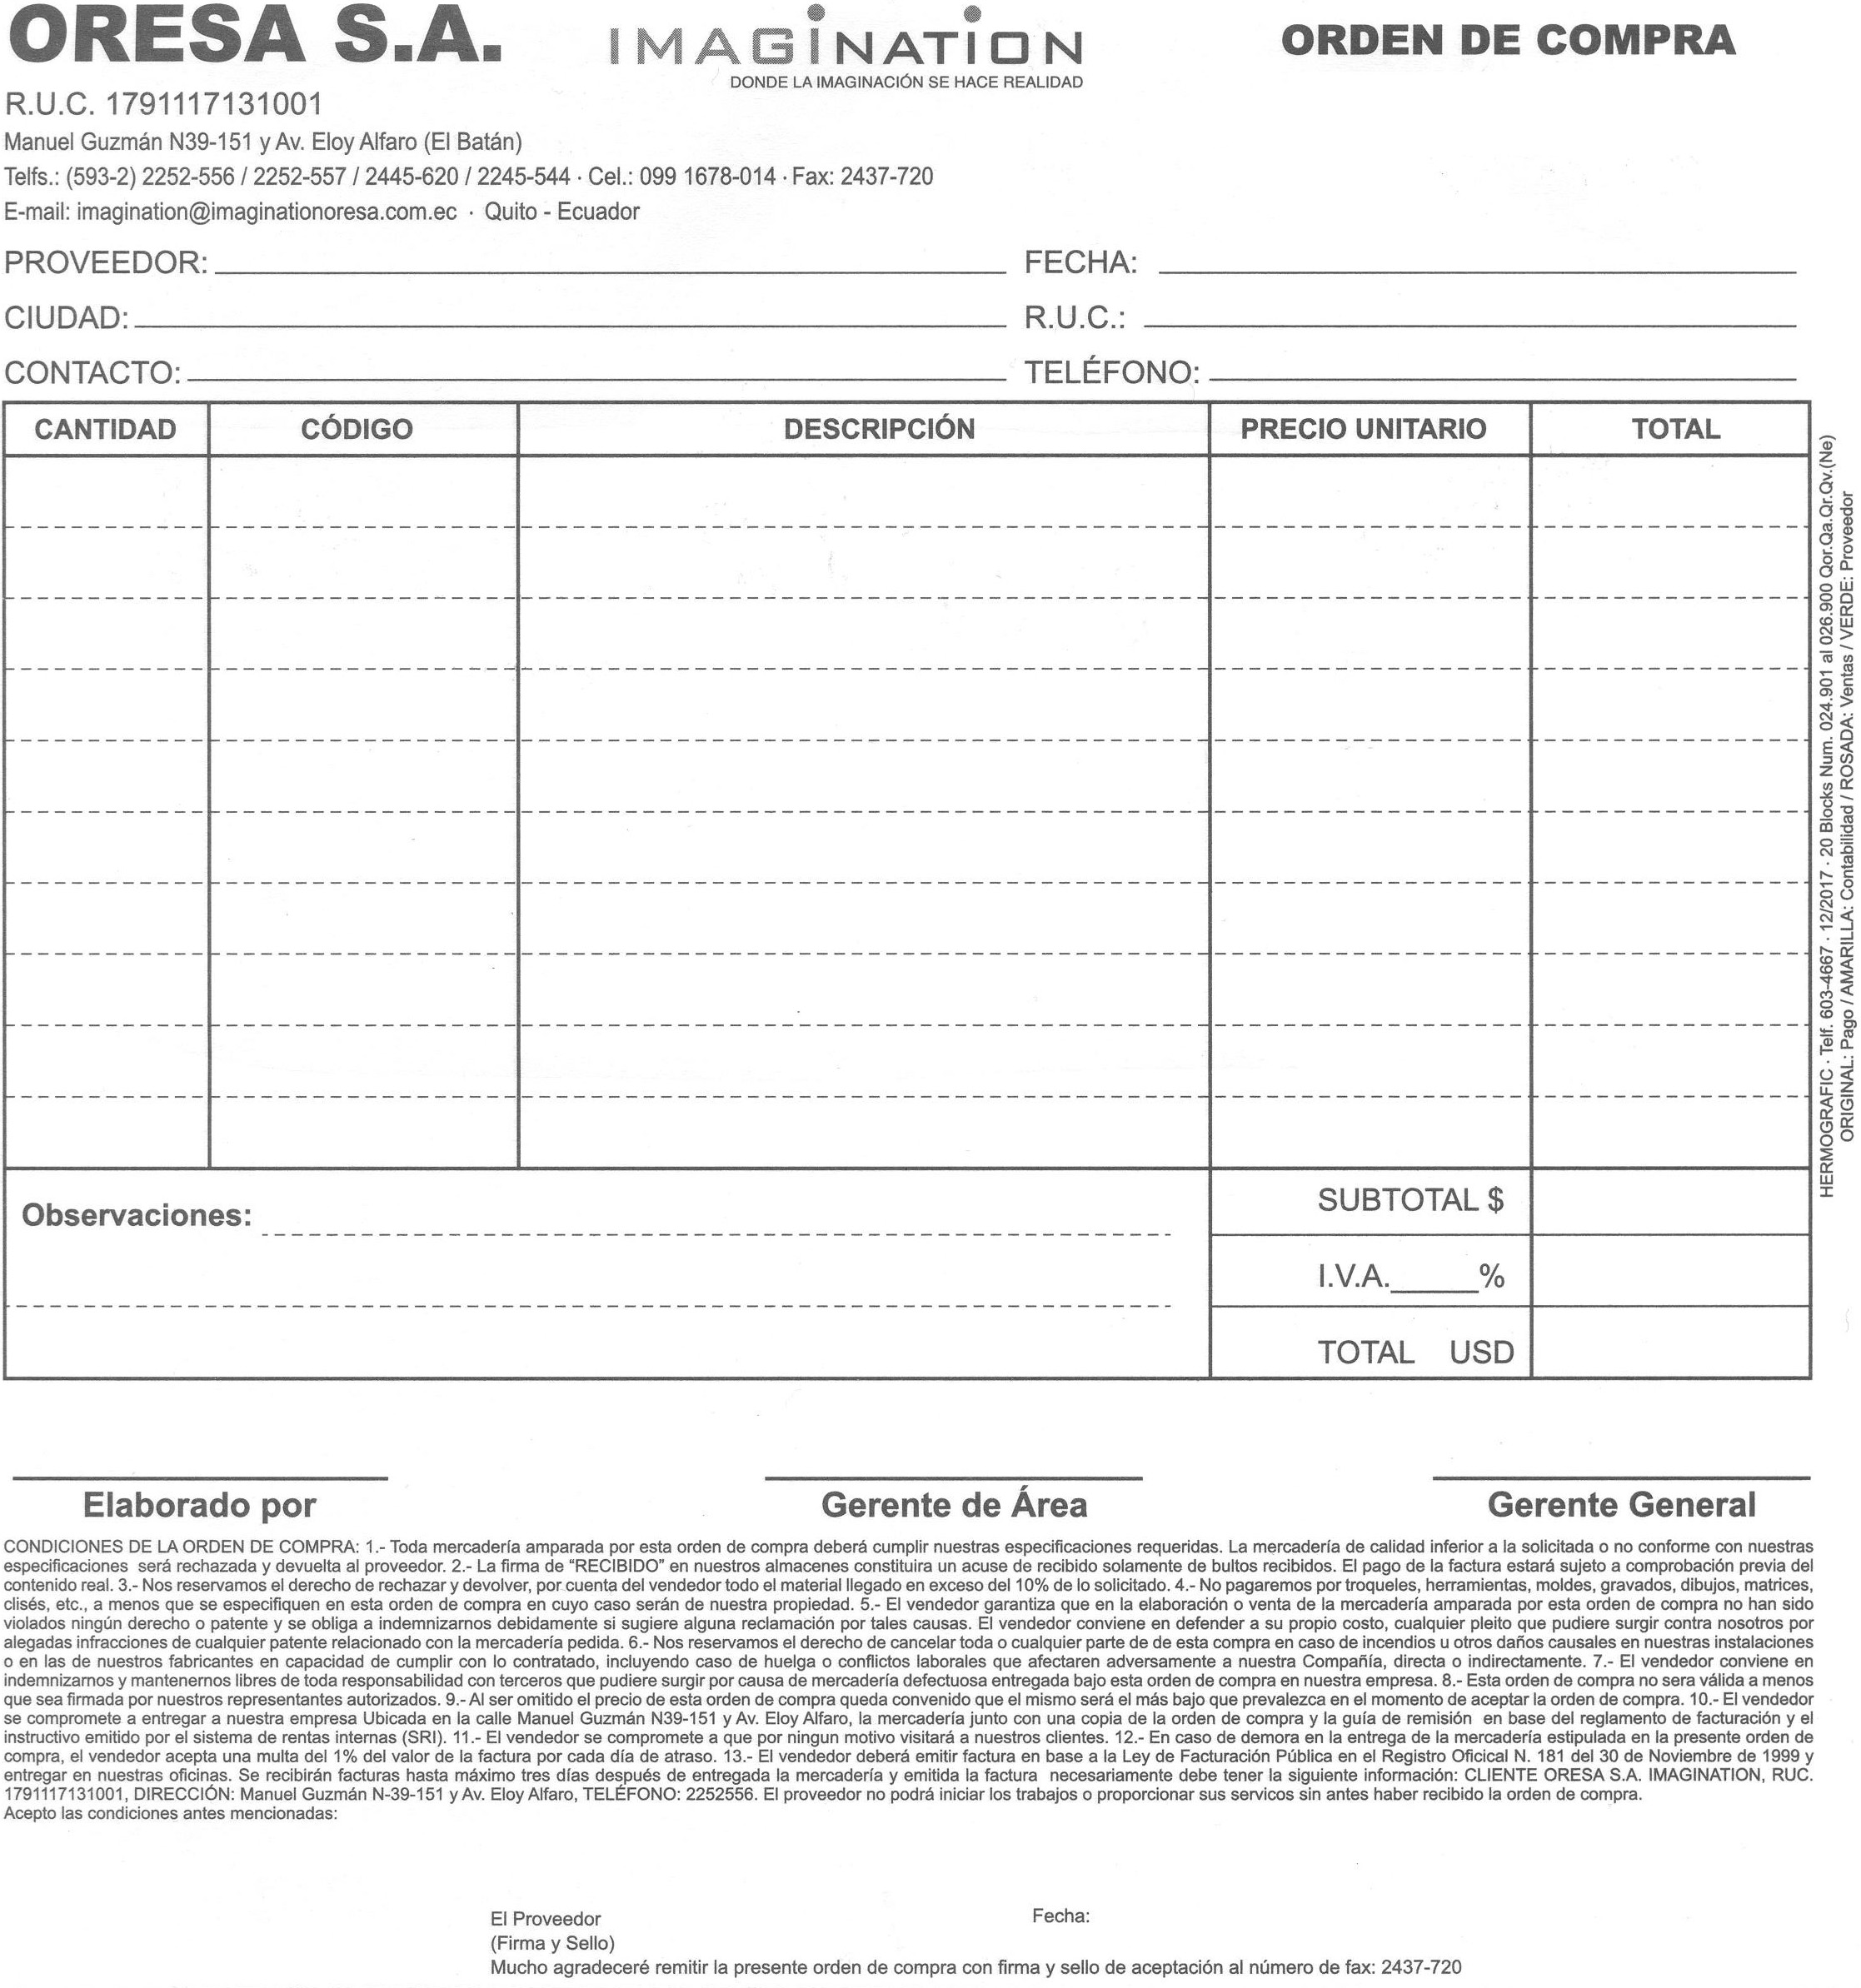 ORESA S.A.
IMAGINATION
DONDE LA IMAGINACIÓN SE HACE REALIDAD
ORDEN DE COMPRA
R.U.C. 1791117131001
Manuel Guzmán N39-151 y Av. Eloy Alfaro (El Batán)
Telfs.: (593-2) 2252-556 / 2252-557 / 2445-620 / 2245-544 · Cel.: 099 1678-014 · Fax: 2437-720
E-mail: imagination@imaginationoresa.com.ec · Quito - Ecuador
PROVEEDOR: FECHA:
CIUDAD: R.U.C.:
CONTACTO: TELÉFONO:
CANTIDAD CÓDIGO DESCRIPCIÓN PRECIO UNITARIO TOTAL
Observaciones:
SUBTOTAL $
I.V.A. %
TOTAL USD
HERMOGRAFIC · Telf. 603-4667 · 12/2017 · 20 Blocks Num. 024.901 al 026.900 Qor.Qa.Qr.Qv.(Ne)
ORIGINAL: Pago / AMARILLA: Contabilidad / ROSADA: Ventas / VERDE: Proveedor
Elaborado por Gerente de Área Gerente General
CONDICIONES DE LA ORDEN DE COMPRA: 1.- Toda mercadería amparada por esta orden de compra deberá cumplir nuestras especificaciones requeridas. La mercadería de calidad inferior a la solicitada o no conforme con nuestras
especificaciones será rechazada y devuelta al proveedor. 2.- La firma de “RECIBIDO” en nuestros almacenes constituira un acuse de recibido solamente de bultos recibidos. El pago de la factura estará sujeto a comprobación previa del
contenido real. 3.- Nos reservamos el derecho de rechazar y devolver, por cuenta del vendedor todo el material llegado en exceso del 10% de lo solicitado. 4.- No pagaremos por troqueles, herramientas, moldes, gravados, dibujos, matrices,
clisés, etc., a menos que se especifiquen en esta orden de compra en cuyo caso serán de nuestra propiedad. 5.- El vendedor garantiza que en la elaboración o venta de la mercadería amparada por esta orden de compra no han sido
violados ningún derecho o patente y se obliga a indemnizarnos debidamente si sugiere alguna reclamación por tales causas. El vendedor conviene en defender a su propio costo, cualquier pleito que pudiere surgir contra nosotros por
alegadas infracciones de cualquier patente relacionado con la mercadería pedida. 6.- Nos reservamos el derecho de cancelar toda o cualquier parte de de esta compra en caso de incendios u otros daños causales en nuestras instalaciones
o en las de nuestros fabricantes en capacidad de cumplir con lo contratado, incluyendo caso de huelga o conflictos laborales que afectaren adversamente a nuestra Compañía, directa o indirectamente. 7.- El vendedor conviene en
indemnizarnos y mantenernos libres de toda responsabilidad con terceros que pudiere surgir por causa de mercadería defectuosa entregada bajo esta orden de compra en nuestra empresa. 8.- Esta orden de compra no sera válida a menos
que sea firmada por nuestros representantes autorizados. 9.- Al ser omitido el precio de esta orden de compra queda convenido que el mismo será el más bajo que prevalezca en el momento de aceptar la orden de compra. 10.- El vendedor
se compromete a entregar a nuestra empresa Ubicada en la calle Manuel Guzmán N39-151 y Av. Eloy Alfaro, la mercadería junto con una copia de la orden de compra y la guía de remisión en base del reglamento de facturación y el
instructivo emitido por el sistema de rentas internas (SRI). 11.- El vendedor se compromete a que por ningun motivo visitará a nuestros clientes. 12.- En caso de demora en la entrega de la mercadería estipulada en la presente orden de
compra, el vendedor acepta una multa del 1% del valor de la factura por cada día de atraso. 13.- El vendedor deberá emitir factura en base a la Ley de Facturación Pública en el Registro Oficical N. 181 del 30 de Noviembre de 1999 y
entregar en nuestras oficinas. Se recibirán facturas hasta máximo tres días después de entregada la mercadería y emitida la factura necesariamente debe tener la siguiente información: CLIENTE ORESA S.A. IMAGINATION, RUC.
1791117131001, DIRECCIÓN: Manuel Guzmán N-39-151 y Av. Eloy Alfaro, TELÉFONO: 2252556. El proveedor no podrá iniciar los trabajos o proporcionar sus servicos sin antes haber recibido la orden de compra.
Acepto las condiciones antes mencionadas:
El Proveedor Fecha:
(Firma y Sello)
Mucho agradeceré remitir la presente orden de compra con firma y sello de aceptación al número de fax: 2437-720